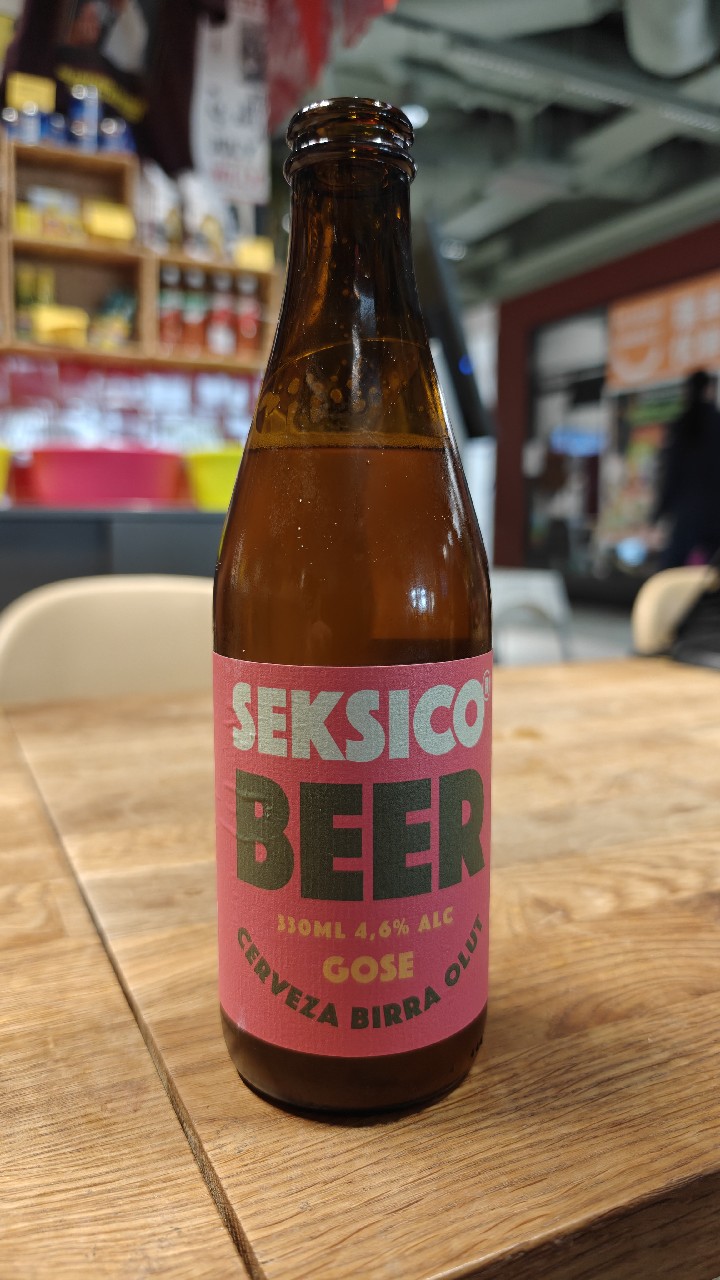 SEKSICO®
BEER
330ML 4,6% ALC
GOSE
CERVEZA BIRRA OLUT